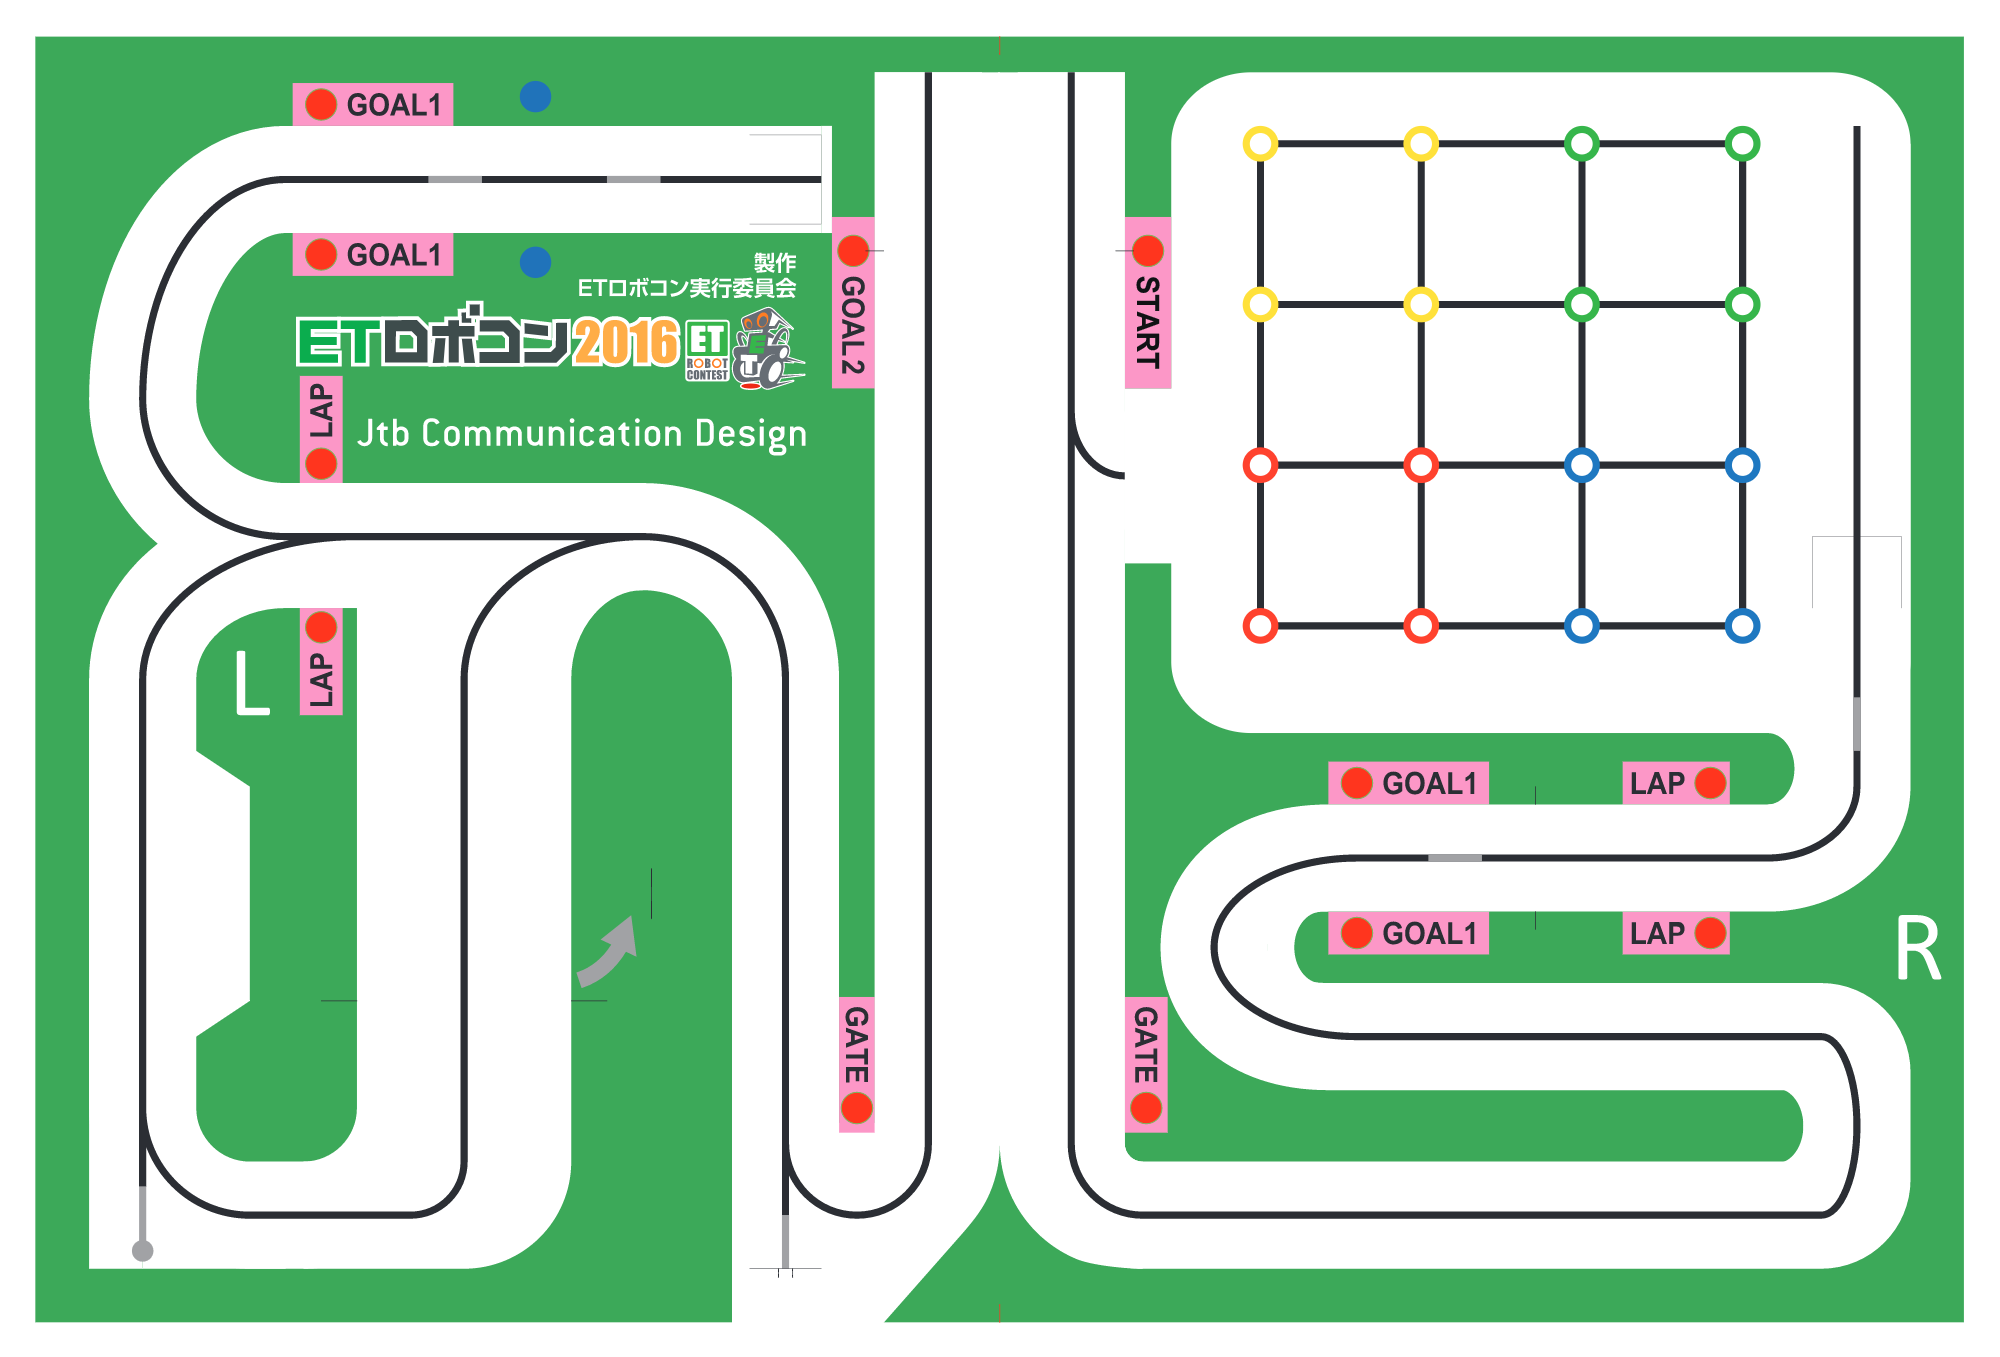 GOAL1
GOAL1
製作
ETロボコン実行委員会
ETロボコン2016
ET
ROBOT
CONTEST
ET
Jtb Communication Design
LAP
LAP
L
GOAL2
START
GATE
GATE
GOAL1
LAP
GOAL1
LAP
R